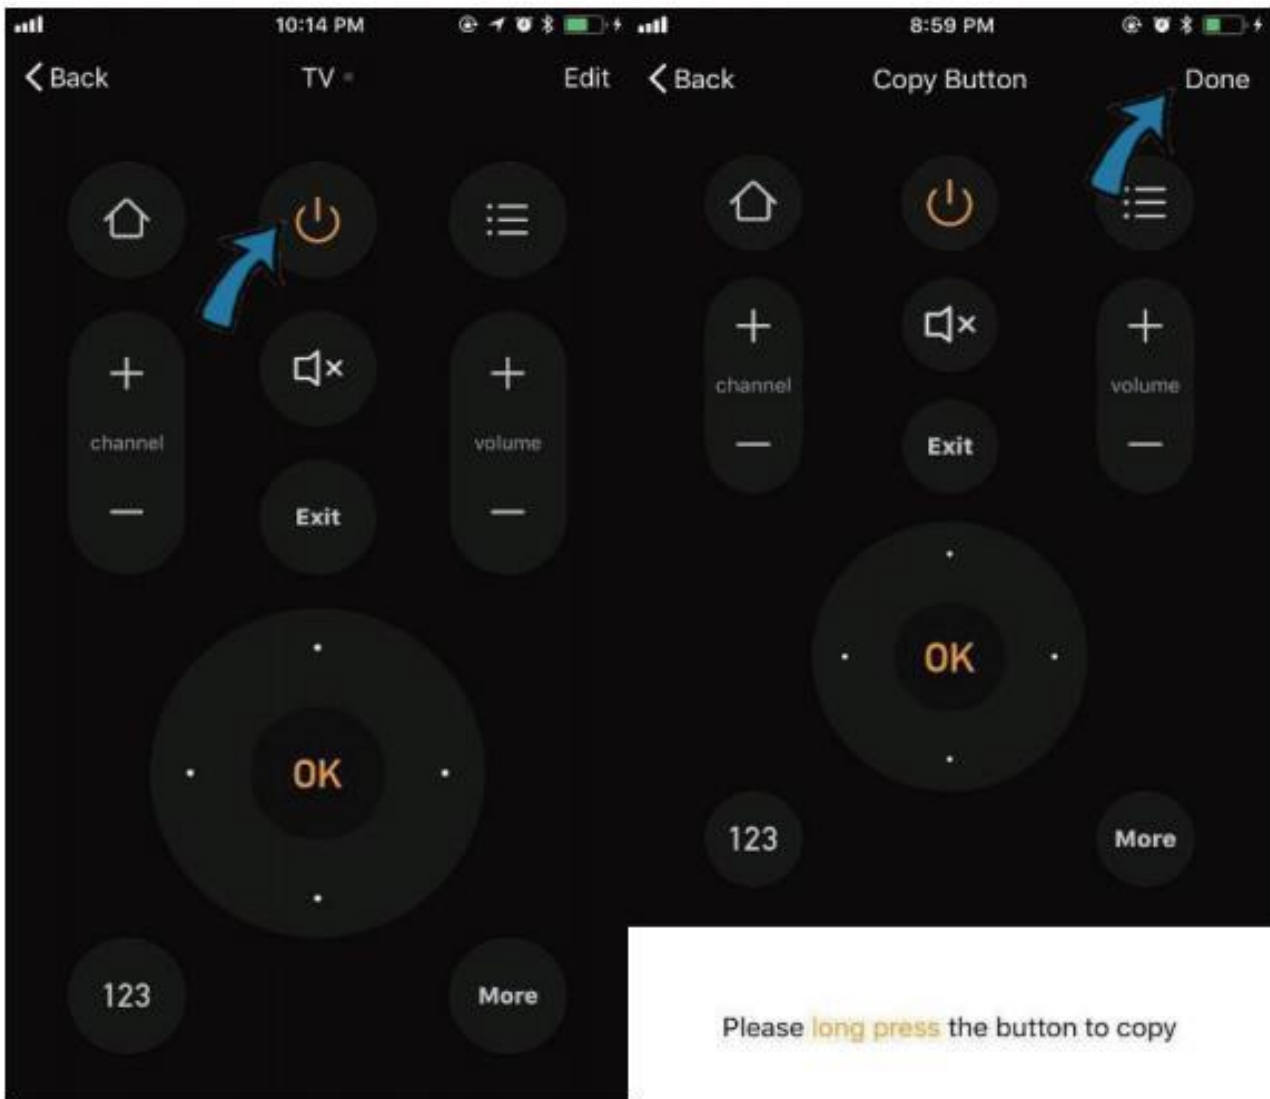 10:14 PM
Back
TV
Edit
channel
volume
Exit
OK
123
More
8:59 PM
Back
Copy Button
Done
channel
volume
Exit
OK
123
More
Please long press the button to copy